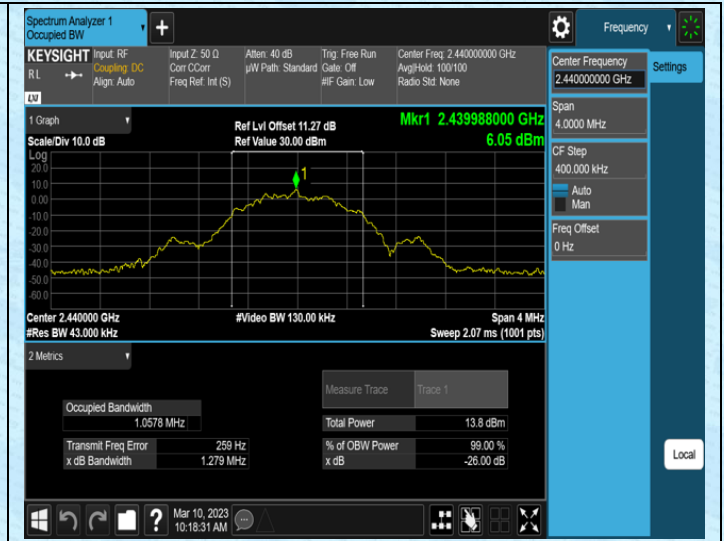 Spectrum Analyzer 1
Occupied BW
Frequency
KEYSIGHT
R L
LXI
Input: RF
Coupling: DC
Align: Auto
Input Z: 50 Ω
Corr CCorr
Freq Ref: Int (S)
Atten: 40 dB
µW Path: Standard
Trig: Free Run
Gate: Off
#IF Gain: Low
Center Freq: 2.440000000 GHz
Avg|Hold: 100/100
Radio Std: None
Center Frequency
2.440000000 GHz
Settings
Span
4.0000 MHz
CF Step
400.000 kHz
Auto
Man
Freq Offset
0 Hz
Local
1 Graph
Scale/Div 10.0 dB
Ref Lvl Offset 11.27 dB
Ref Value 30.00 dBm
Mkr1 2.439988000 GHz
6.05 dBm
Log
20.0
10.0
0.00
-10.0
-20.0
-30.0
-40.0
-50.0
-60.0
1
Center 2.440000 GHz
#Res BW 43.000 kHz
#Video BW 130.00 kHz
Span 4 MHz
Sweep 2.07 ms (1001 pts)
2 Metrics
Measure Trace
Trace 1
Occupied Bandwidth
1.0578 MHz
Total Power
13.8 dBm
Transmit Freq Error
259 Hz
% of OBW Power
99.00 %
x dB Bandwidth
1.279 MHz
x dB
-26.00 dB
?
Mar 10, 2023
10:18:31 AM